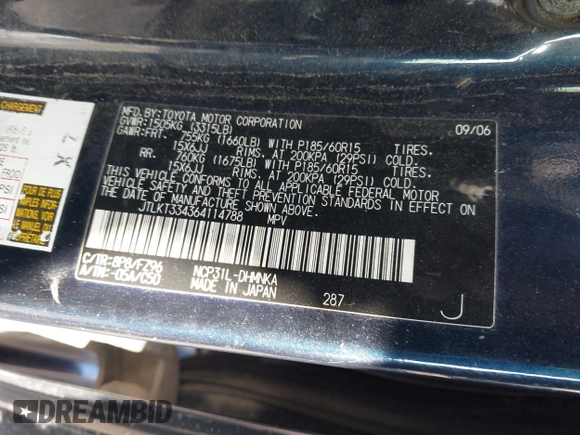 CHARGEMENT
MFD.BY:TOYOTA MOTOR CORPORATION 09/06
GVWR:1505KG (3315LB)
GAWR:FRT. 755KG (1660LB) WITH P185/60R15 TIRES.
15X6JJ RIMS. AT 200KPA (29PSI) COLD.
RR. 760KG (1675LB) WITH P185/60R15 TIRES.
15X6JJ RIMS. AT 200KPA (29PSI) COLD.
THIS VEHICLE CONFORMS TO ALL APPLICABLE FEDERAL MOTOR
VEHICLE SAFETY AND THEFT PREVENTION STANDARDS IN EFFECT ON
THE DATE OF MANUFACTURE SHOWN ABOVE.
JTLKT334364114788 MPV
C/TR:8P8/FZ96 NCP31L-DHMNKA
A/TM:-05A/C50 MADE IN JAPAN 287 J
DREAMBID